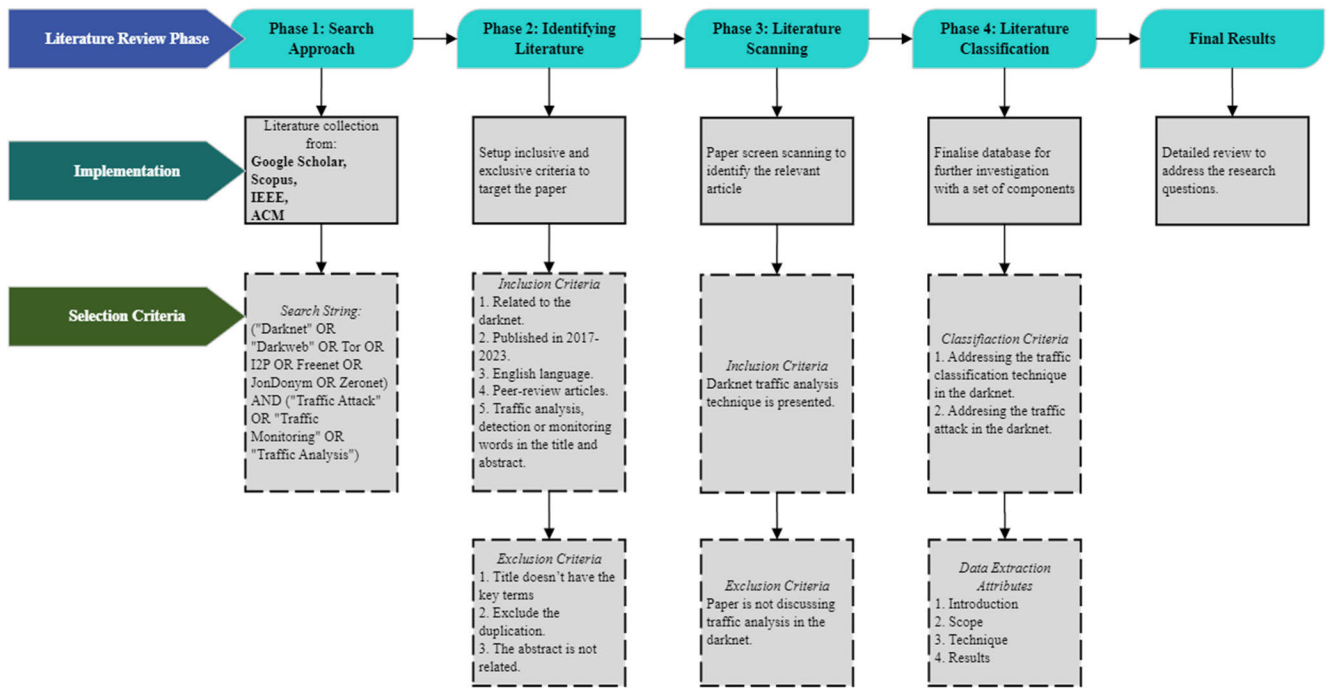 Literature Review Phase
Phase 1: Search
Approach
Phase 2: Identifying
Literature
Phase 3: Literature
Scanning
Phase 4: Literature
Classification
Final Results
Implementation
Literature collection
from:
Google Scholar,
Scopus,
IEEE,
ACM
Setup inclusive and
exclusive criteria to
target the paper
Paper screen scanning to
identify the relevant
article
Finalise database for
further investigation
with a set of components
Detailed review to
address the research
questions.
Selection Criteria
Search String:
("Darknet" OR
"Darkweb" OR Tor OR
I2P OR Freenet OR
JonDonym OR Zeronet)
AND ("Traffic Attack"
OR "Traffic
Monitoring" OR
"Traffic Analysis")
Inclusion Criteria
1. Related to the
darknet.
2. Published in 2017-
2023.
3. English language.
4. Peer-review articles.
5. Traffic analysis,
detection or monitoring
words in the title and
abstract.
Inclusion Criteria
Darknet traffic analysis
technique is presented.
Classifiaction Criteria
1. Addressing the traffic
classification technique
in the darknet.
2. Addresing the traffic
attack in the darknet.
Exclusion Criteria
1. Title doesn’t have the
key terms
2. Exclude the
duplication.
3. The abstract is not
related.
Exclusion Criteria
Paper is not discussing
traffic analysis in the
darknet.
Data Extraction
Attributes
1. Introduction
2. Scope
3. Technique
4. Results